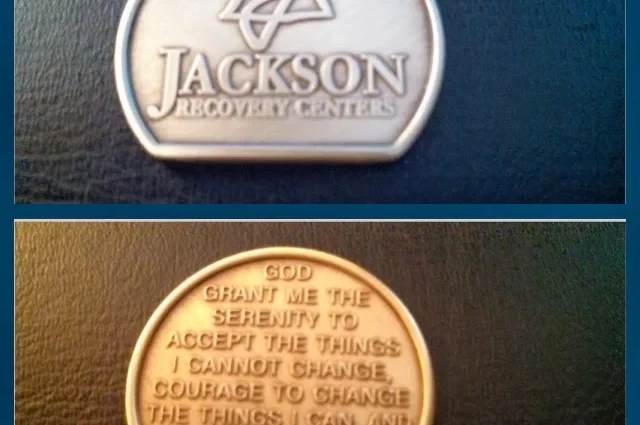 JACKSON
RECOVERY CENTERS
GOD
GRANT ME THE
SERENITY TO
ACCEPT THE THINGS
I CANNOT CHANGE,
COURAGE TO CHANGE
THE THINGS I CAN, AND